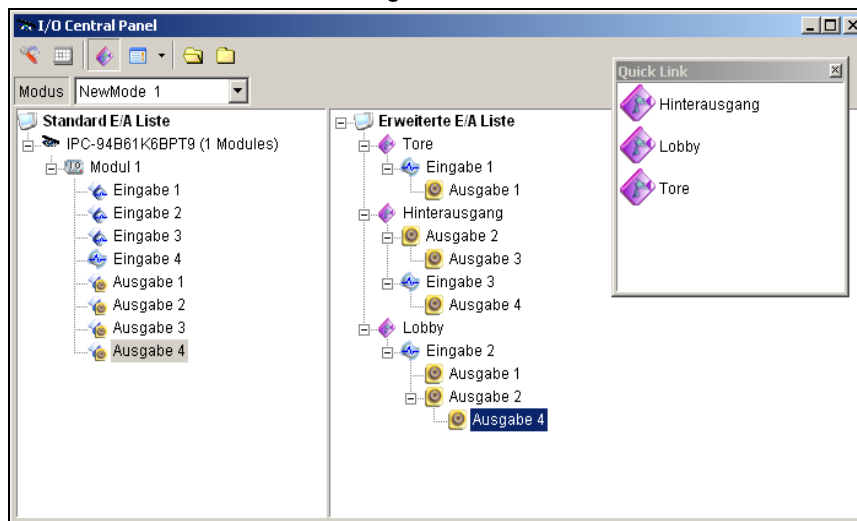 I/O Central Panel
Modus NewMode 1
Standard E/A Liste
IPC-94B61K6BPT9 (1 Modules)
Modul 1
Eingabe 1
Eingabe 2
Eingabe 3
Eingabe 4
Ausgabe 1
Ausgabe 2
Ausgabe 3
Ausgabe 4
Erweiterte E/A Liste
Tore
Eingabe 1
Ausgabe 1
Hinterausgang
Ausgabe 2
Ausgabe 3
Eingabe 3
Ausgabe 4
Lobby
Eingabe 2
Ausgabe 1
Ausgabe 2
Ausgabe 4
Quick Link
Hinterausgang
Lobby
Tore